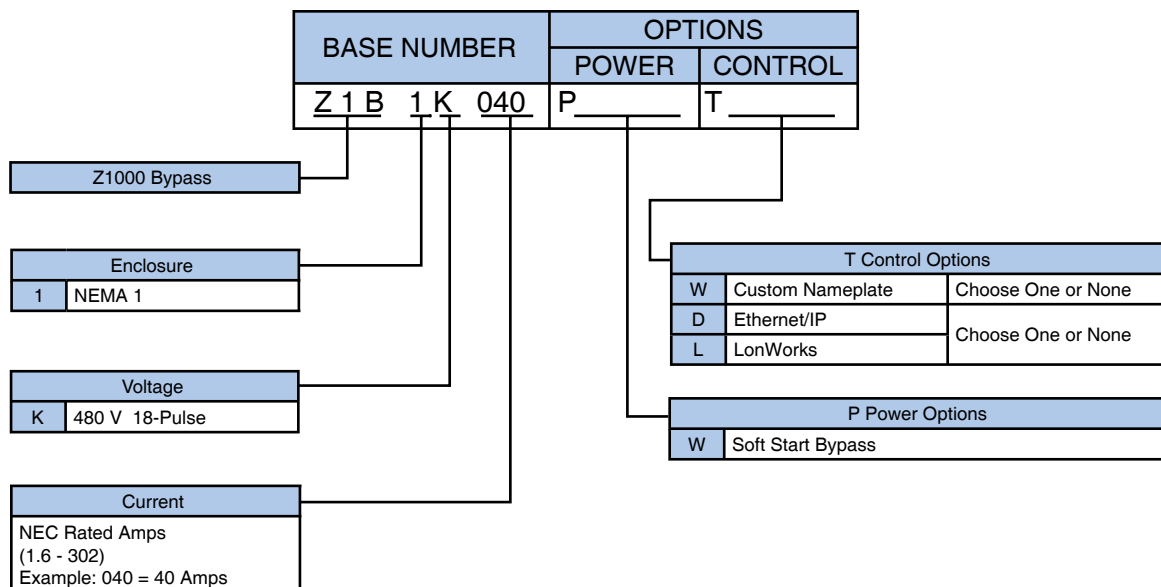 BASE NUMBER
OPTIONS
POWER
CONTROL
Z 1 B 1 K 040
P
T
Z1000 Bypass
Enclosure
1 NEMA 1
Voltage
K 480 V 18-Pulse
Current
NEC Rated Amps
(1.6 - 302)
Example: 040 = 40 Amps
T Control Options
W Custom Nameplate Choose One or None
D Ethernet/IP
Choose One or None
L LonWorks
P Power Options
W Soft Start Bypass